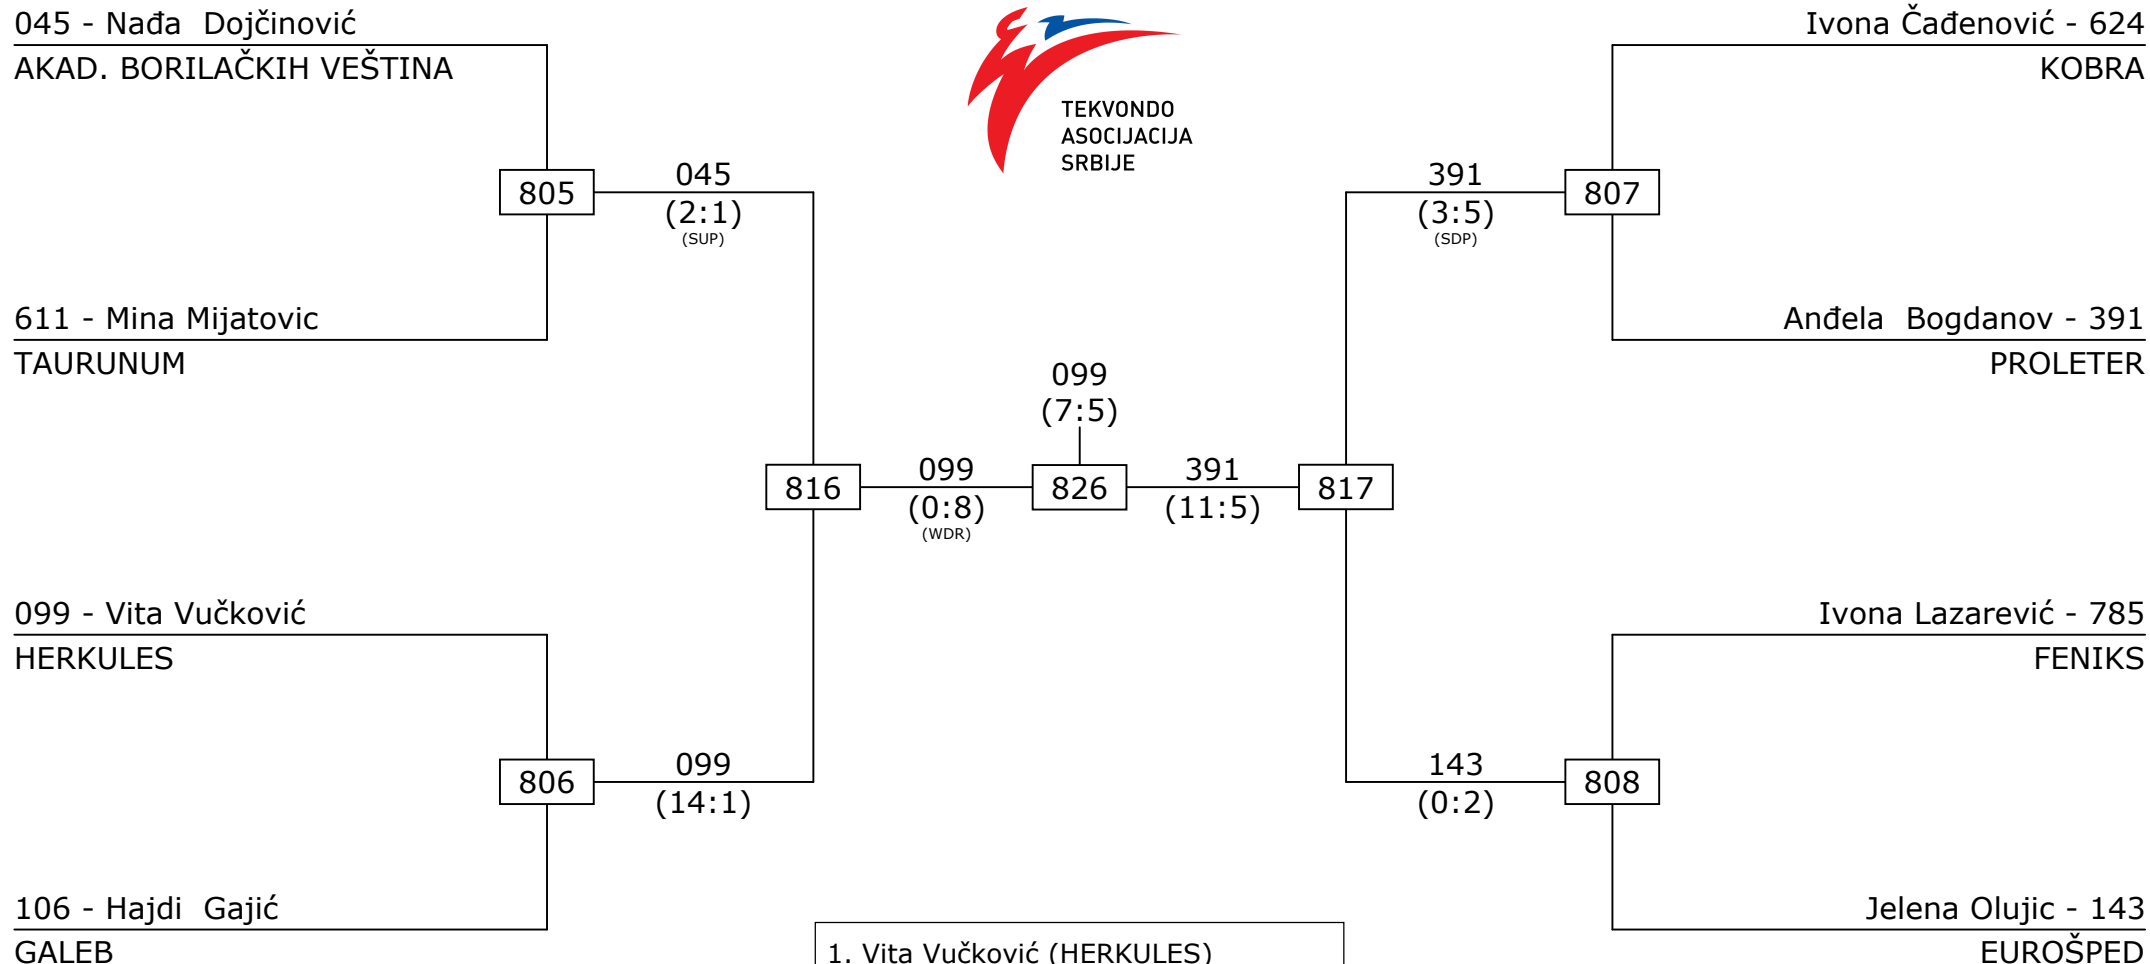 045 - Nađa  Dojčinović
AKAD. BORILAČKIH VEŠTINA
611 - Mina Mijatovic
TAURUNUM
099 - Vita Vučković
HERKULES
106 - Hajdi  Gajić
GALEB
805
045
(2:1)
(SUP)
806
099
(14:1)
816
099
(0:8)
(WDR)
TEKVONDO
ASOCIJACIJA
SRBIJE
099
(7:5)
826
391
(11:5)
817
391
(3:5)
(SDP)
807
143
(0:2)
808
Ivona Čađenović - 624
KOBRA
Anđela  Bogdanov - 391
PROLETER
Ivona Lazarević - 785
FENIKS
Jelena Olujic - 143
EUROŠPED
1. Vita Vučković (HERKULES)